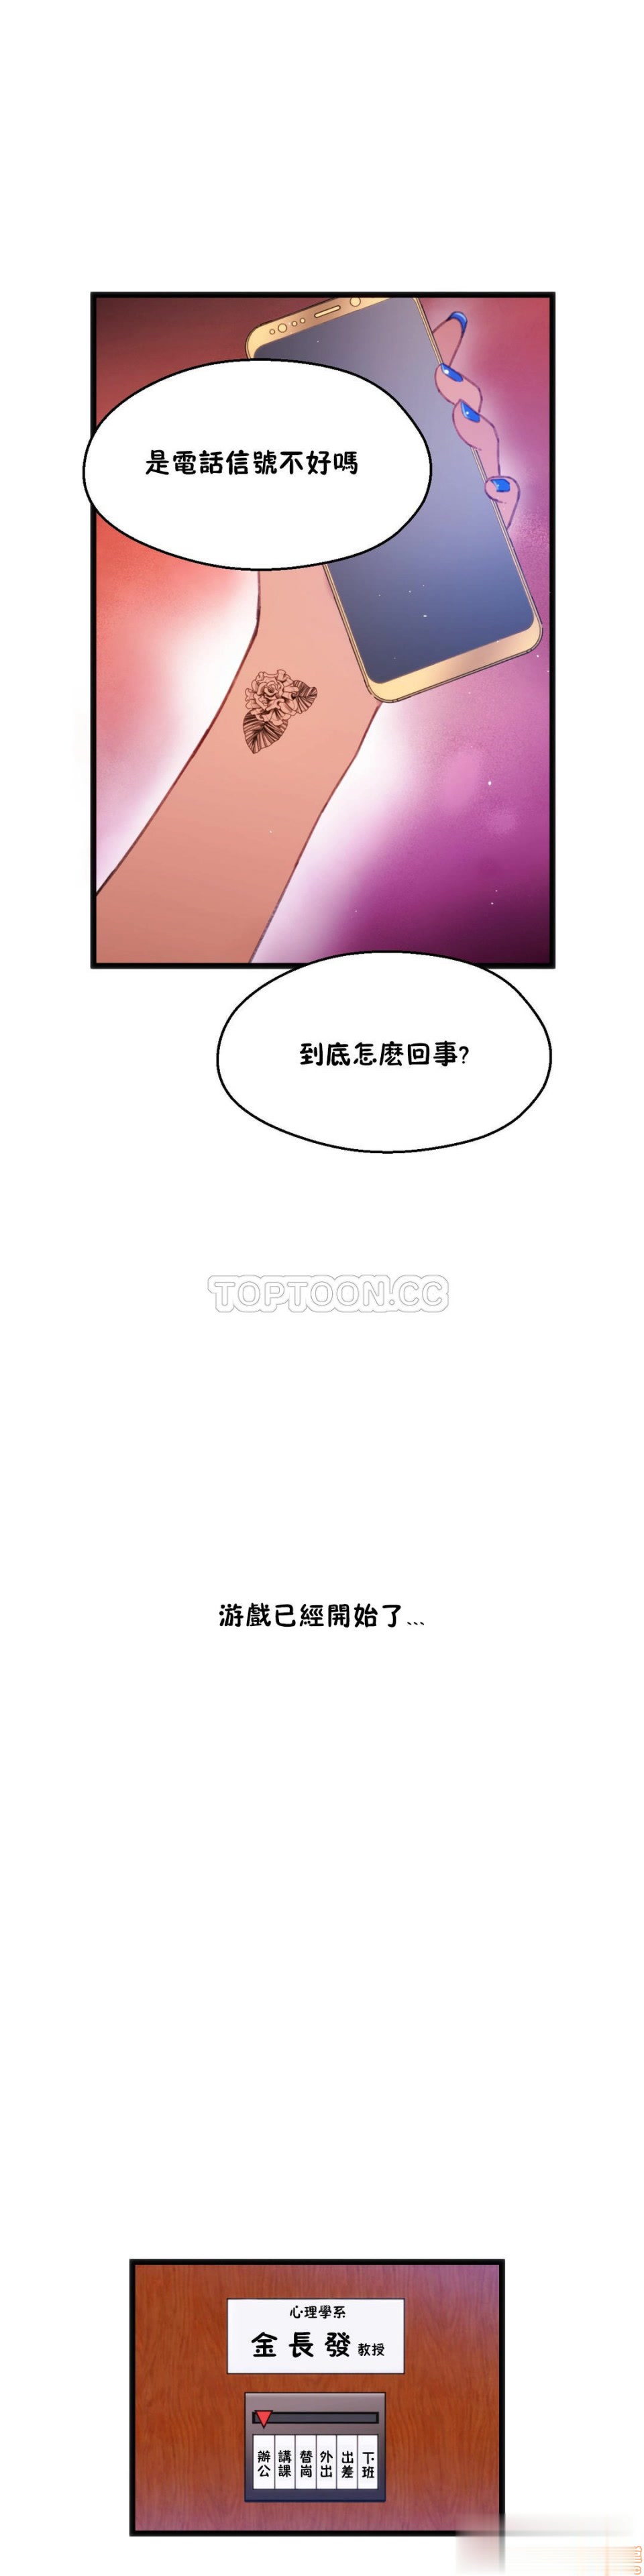 是電話信號不好嗎
到底怎麽回事?
TOPTOON.CC
游戲已經開始了...
心理學系
金長發 教授
辦公 講課 替崗 外出 出差 下班